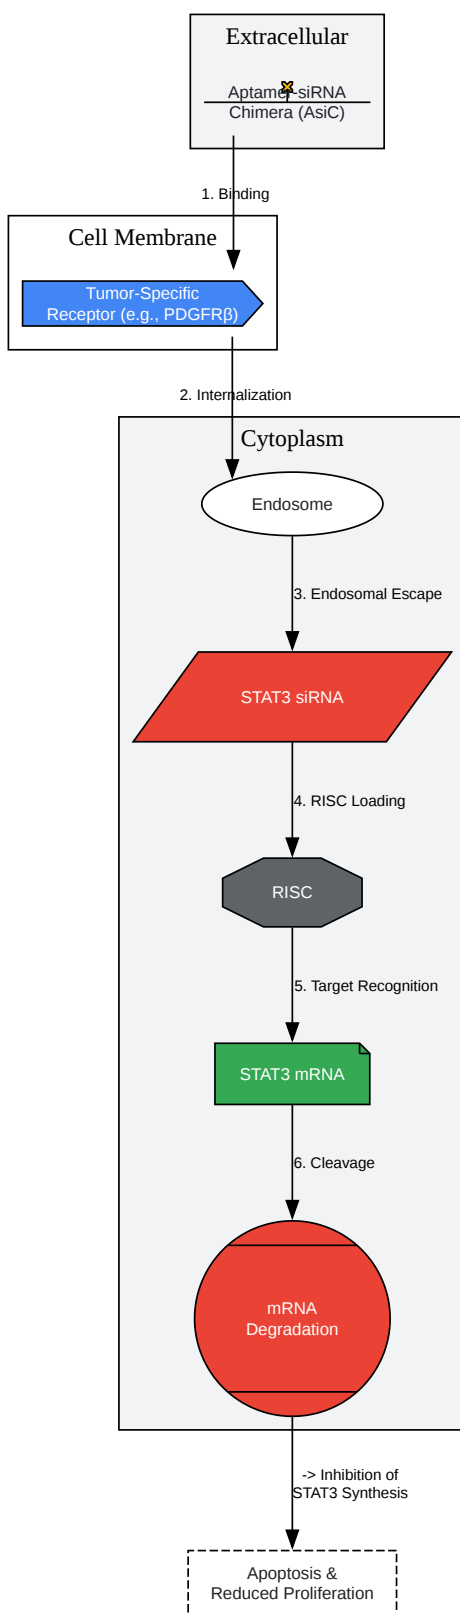 Extracellular
Aptamer-siRNA
Chimera (AsiC)
1. Binding
Cell Membrane
Tumor-Specific
Receptor (e.g., PDGFRβ)
2. Internalization
Cytoplasm
Endosome
3. Endosomal Escape
STAT3 siRNA
4. RISC Loading
RISC
5. Target Recognition
STAT3 mRNA
6. Cleavage
mRNA
Degradation
-> Inhibition of
STAT3 Synthesis
Apoptosis &
Reduced Proliferation